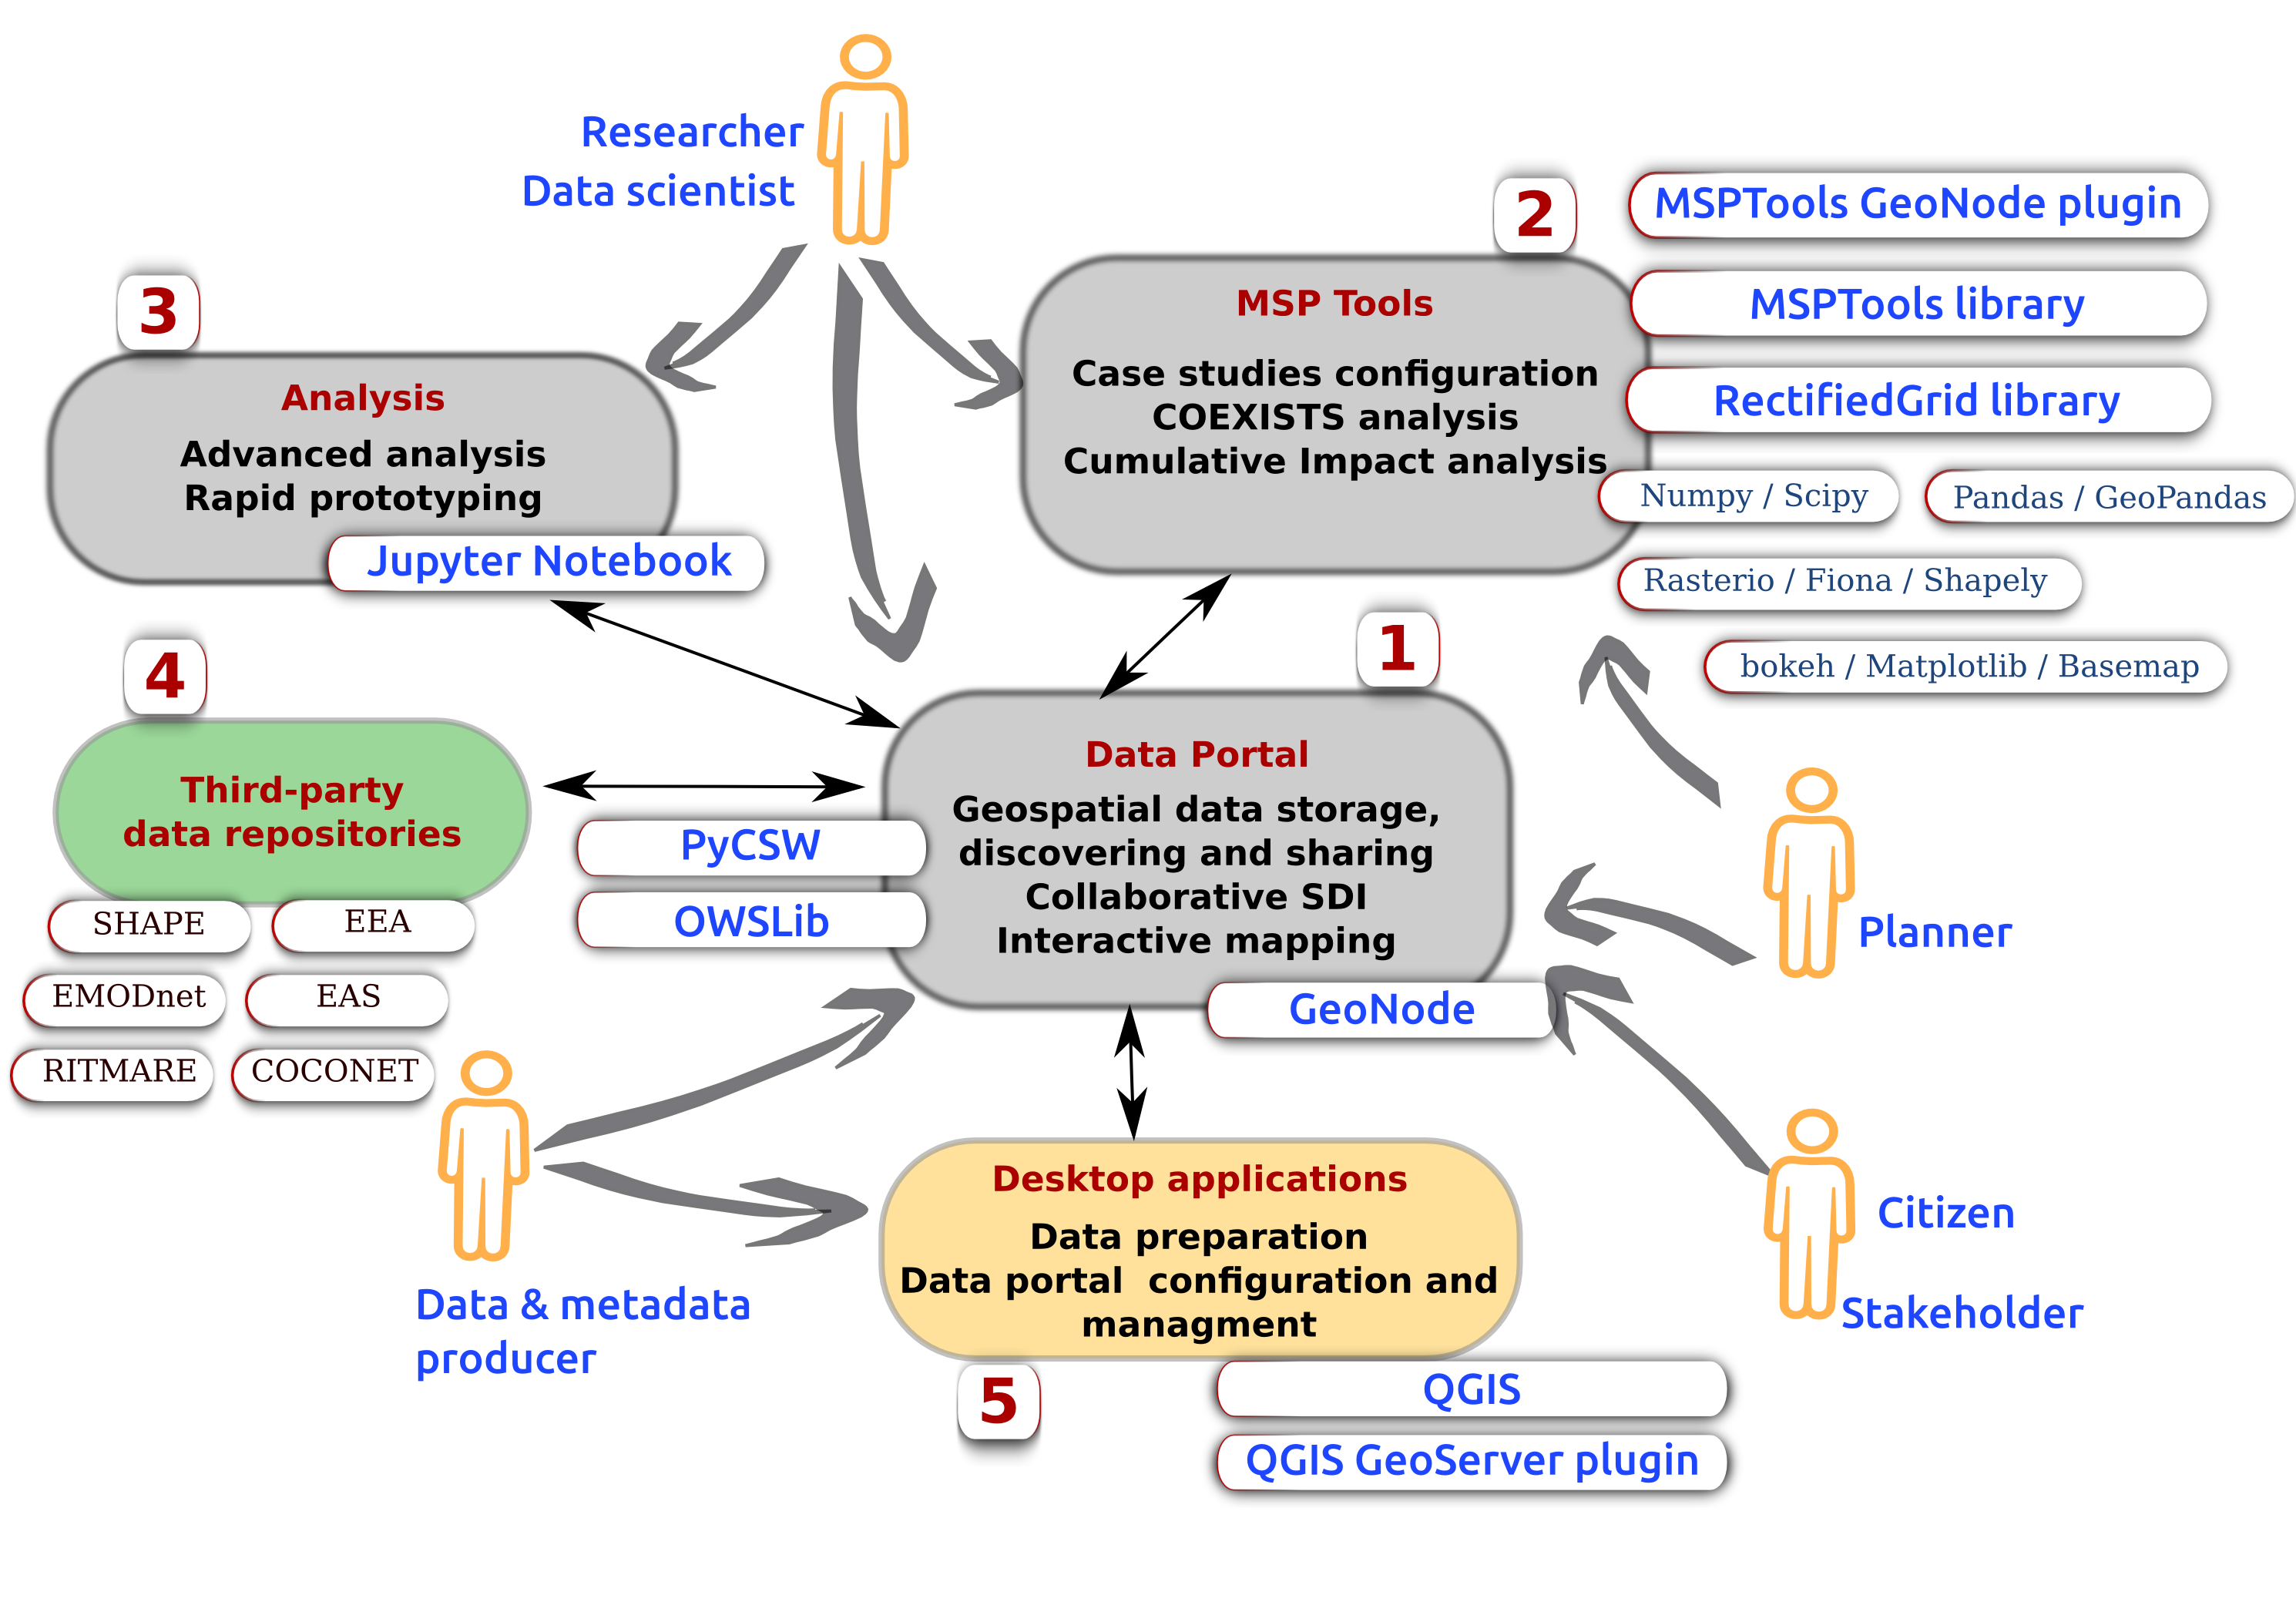 Researcher
Data scientist
2
MSPTools GeoNode plugin
MSPTools library
RectifiedGrid library
Numpy / Scipy
Pandas / GeoPandas
Rasterio / Fiona / Shapely
bokeh / Matplotlib / Basemap
MSP Tools
Case studies configuration
COEXISTS analysis
Cumulative Impact analysis
3
Analysis
Advanced analysis
Rapid prototyping
Jupyter Notebook
4
Third-party
data repositories
SHAPE
EEA
EMODnet
EAS
RITMARE
COCONET
1
Data Portal
Geospatial data storage,
discovering and sharing
Collaborative SDI
Interactive mapping
PyCSW
OWSLib
GeoNode
Planner
Citizen
Stakeholder
Data & metadata
producer
Desktop applications
Data preparation
Data portal  configuration and
managment
5
QGIS
QGIS GeoServer plugin